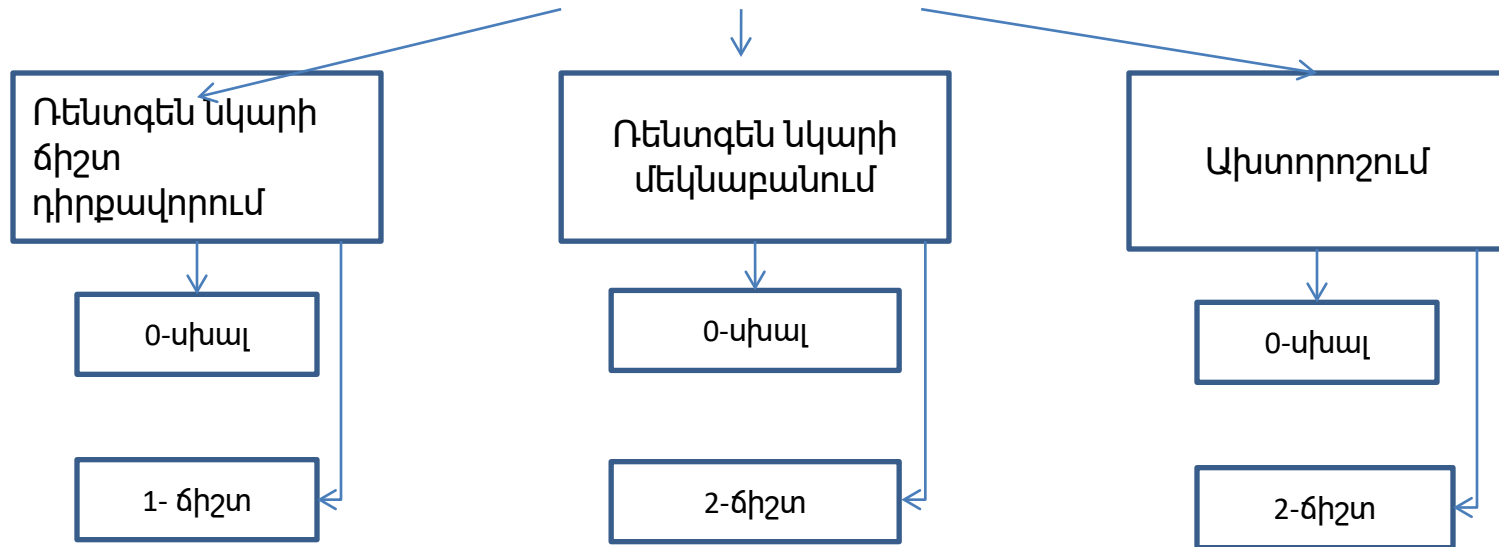 Ռենտգեն նկարի
ճիշտ
դիրքավորում
Ռենտգեն նկարի
մեկնաբանում
Ախտորոշում
0-սխալ
0-սխալ
0-սխալ
1- ճիշտ
2-ճիշտ
2-ճիշտ